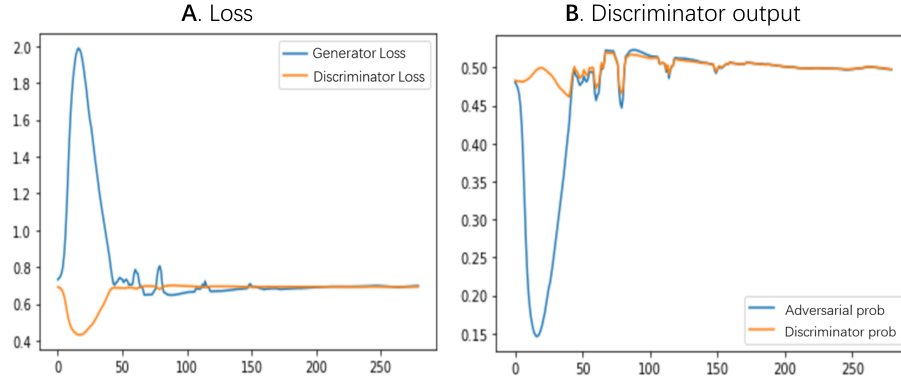 A. Loss
2.0
1.8
1.6
1.4
1.2
1.0
0.8
0.6
0.4
0 50 100 150 200 250
Generator Loss
Discriminator Loss
B. Discriminator output
0.50
0.45
0.40
0.35
0.30
0.25
0.20
0.15
0 50 100 150 200 250
Adversarial prob
Discriminator prob